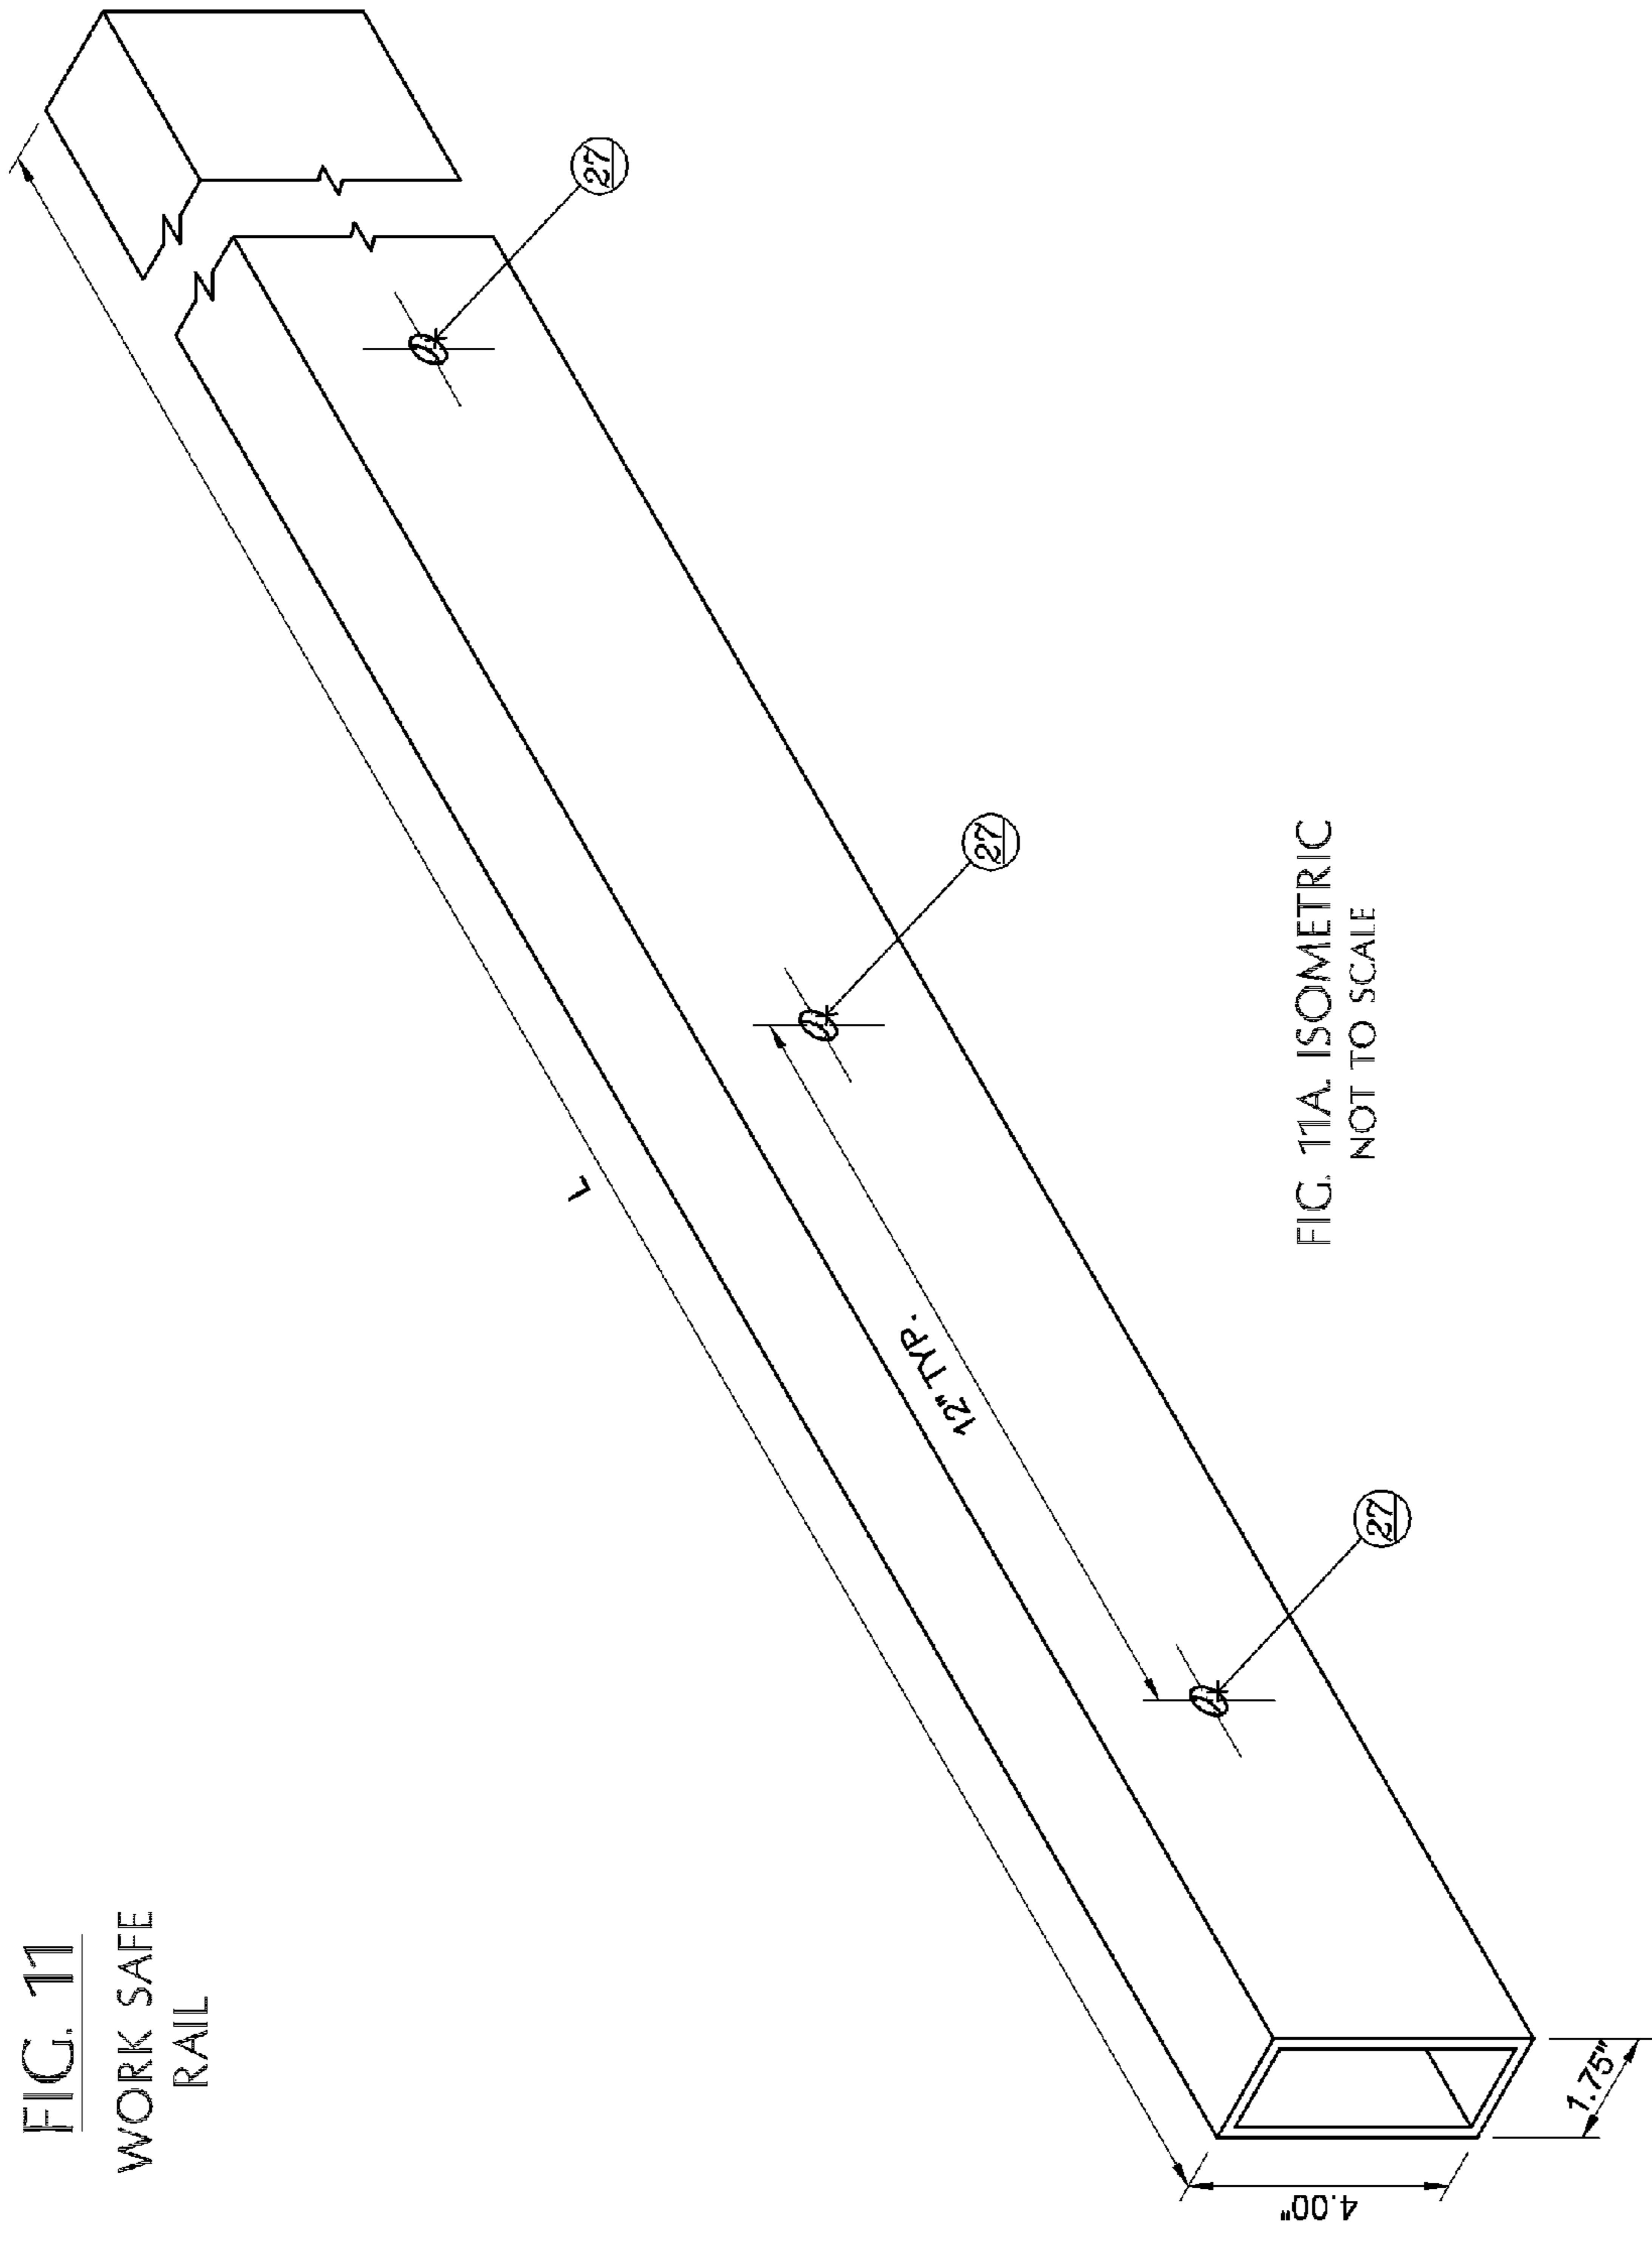 FIG. 11
WORK SAFE
RAIL
L
12" TYP.
27
27
27
4.00"
1.75"
FIG. 11A. ISOMETRIC
NOT TO SCALE